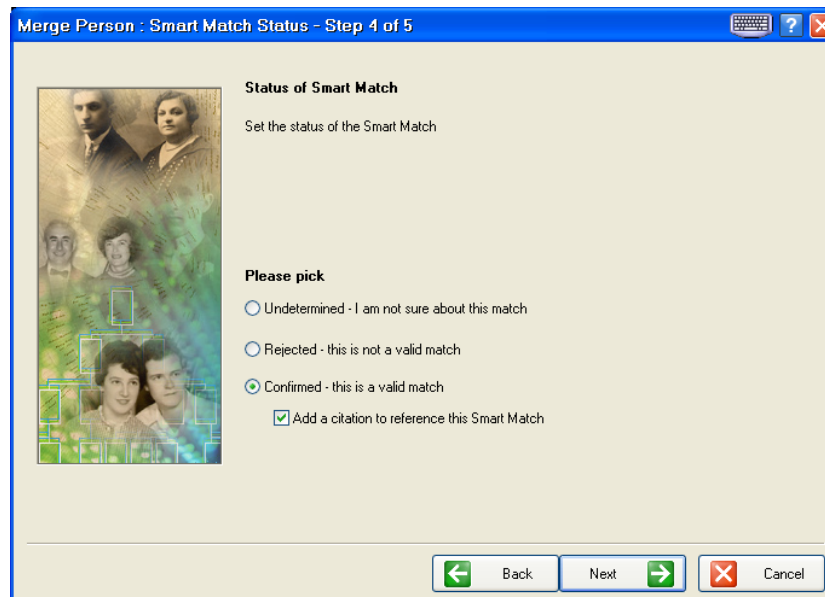 Merge Person : Smart Match Status - Step 4 of 5
?
Status of Smart Match
Set the status of the Smart Match
Please pick
Undetermined - I am not sure about this match
Rejected - this is not a valid match
Confirmed - this is a valid match
Add a citation to reference this Smart Match
Back Next Cancel